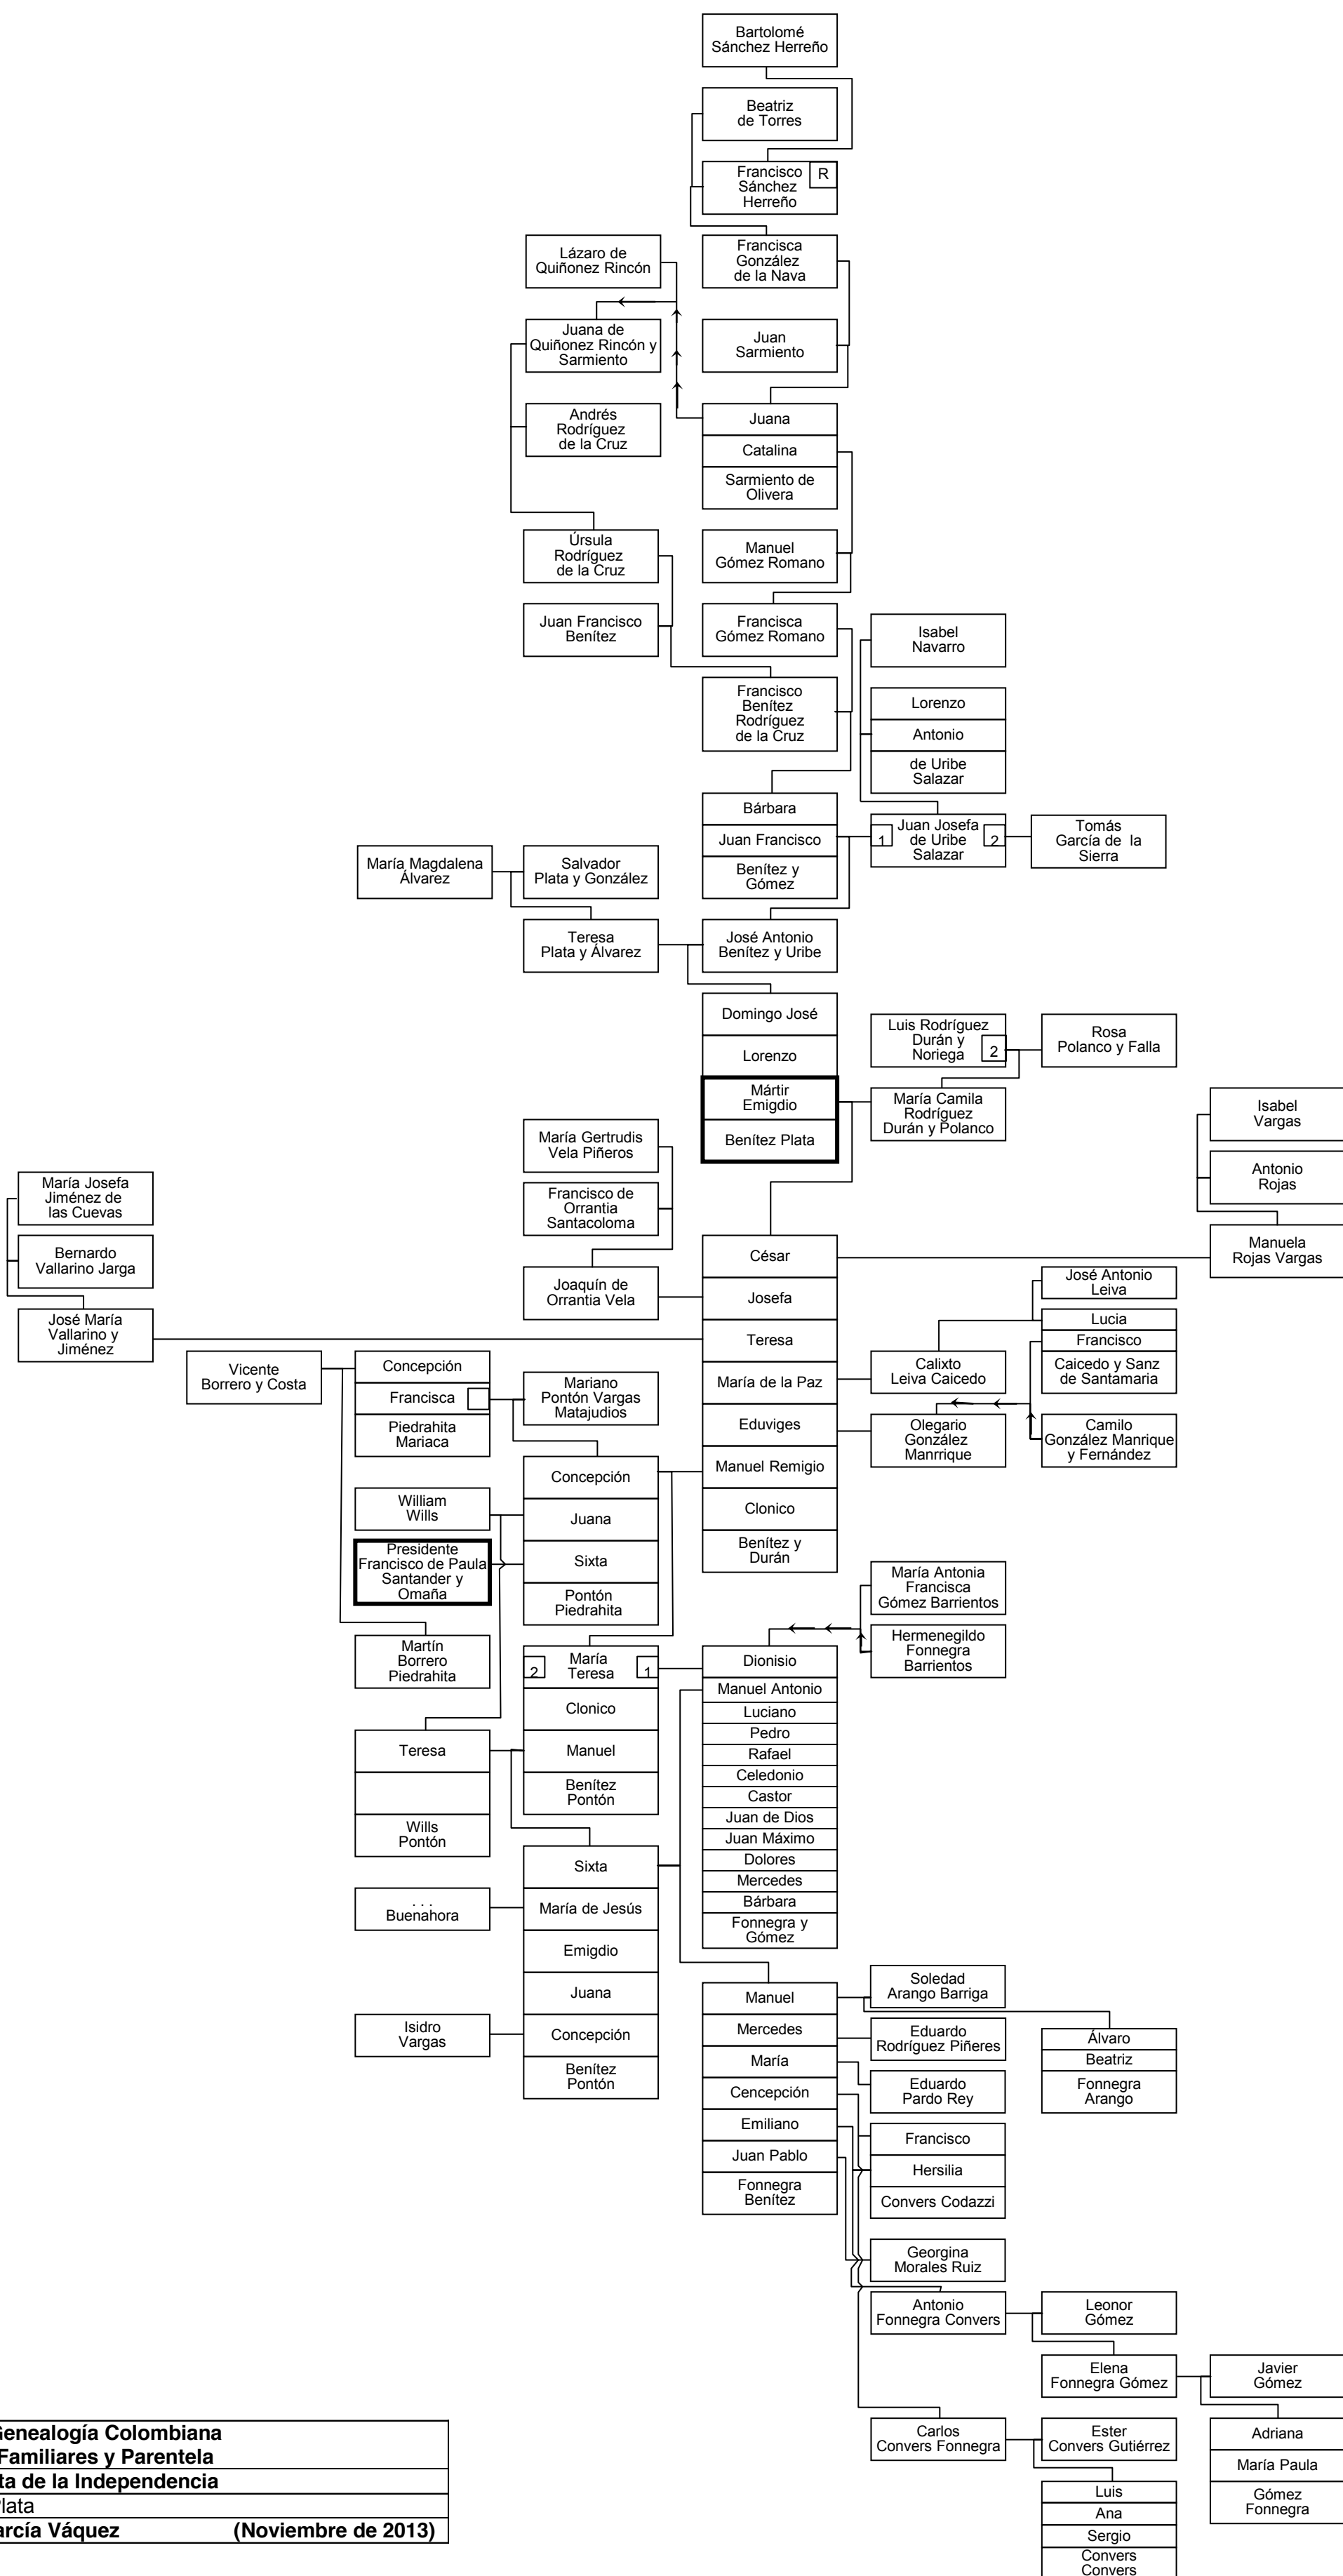 Bartolomé
Sánchez Herreño
Beatriz
de Torres
Francisco
Sánchez
Herreño
R
Lázaro de
Quiñonez Rincón
Francisca
González
de la Nava
Juana de
Quiñonez Rincón y
Sarmiento
Juan
Sarmiento
Andrés
Rodríguez
de la Cruz
Juana
Catalina
Sarmiento de
Olivera
Úrsula
Rodríguez
de la Cruz
Manuel
Gómez Romano
Juan Francisco
Benítez
Francisca
Gómez Romano
Isabel
Navarro
Francisco
Benítez
Rodríguez
de la Cruz
Lorenzo
Antonio
de Uribe
Salazar
Bárbara
Juan Francisco
Benítez y
Gómez
1
Juan Josefa
de Uribe
Salazar
2
Tomás
García de la
Sierra
María Magdalena
Álvarez
Salvador
Plata y González
Teresa
Plata y Álvarez
José Antonio
Benítez y Uribe
Domingo José
Lorenzo
Mártir
Emigdio
Benítez Plata
Luis Rodríguez
Durán y
Noriega
2
Rosa
Polanco y Falla
María Camila
Rodríguez
Durán y Polanco
Isabel
Vargas
Antonio
Rojas
Manuela
Rojas Vargas
María Gertrudis
Vela Piñeros
Francisco de
Orrantia
Santacoloma
Joaquín de
Orrantia Vela
María Josefa
Jiménez de
las Cuevas
Bernardo
Vallarino Jarga
José María
Vallarino y
Jiménez
César
Josefa
Teresa
María de la Paz
Eduviges
Manuel Remigio
Clonico
Benítez y
Durán
José Antonio
Leiva
Lucia
Francisco
Caicedo y Sanz
de Santamaria
Calixto
Leiva Caicedo
Olegario
González
Manrrique
Camilo
González Manrique
y Fernández
Vicente
Borrero y Costa
Concepción
Francisca
Piedrahita
Mariaca
Mariano
Pontón Vargas
Matajudios
Concepción
Juana
Sixta
Pontón
Piedrahita
William
Wills
Presidente
Francisco de Paula
Santander y
Omaña
Martín
Borrero
Piedrahita
María Antonia
Francisca
Gómez Barrientos
Hermenegildo
Fonnegra
Barrientos
2
María
Teresa
1
Clonico
Manuel
Benítez
Pontón
Dionisio
Manuel Antonio
Luciano
Pedro
Rafael
Celedonio
Castor
Juan de Dios
Juan Máximo
Dolores
Mercedes
Bárbara
Fonnegra y
Gómez
Teresa
Wills
Pontón
Sixta
María de Jesús
Emigdio
Juana
Concepción
Benítez
Pontón
. . .
Buenahora
Isidro
Vargas
Manuel
Mercedes
María
Cencepción
Emiliano
Juan Pablo
Fonnegra
Benítez
Soledad
Arango Barriga
Eduardo
Rodríguez Piñeres
Eduardo
Pardo Rey
Álvaro
Beatriz
Fonnegra
Arango
Francisco
Hersilia
Convers Codazzi
Georgina
Morales Ruiz
Antonio
Fonnegra Convers
Leonor
Gómez
Elena
Fonnegra Gómez
Javier
Gómez
Carlos
Convers Fonnegra
Ester
Convers Gutiérrez
Adriana
María Paula
Gómez
Fonnegra
Luis
Ana
Sergio
Convers
Convers
Genealogía Colombiana
Familiares y Parentela
ta de la Independencia
Plata
arcía Váquez (Noviembre de 2013)